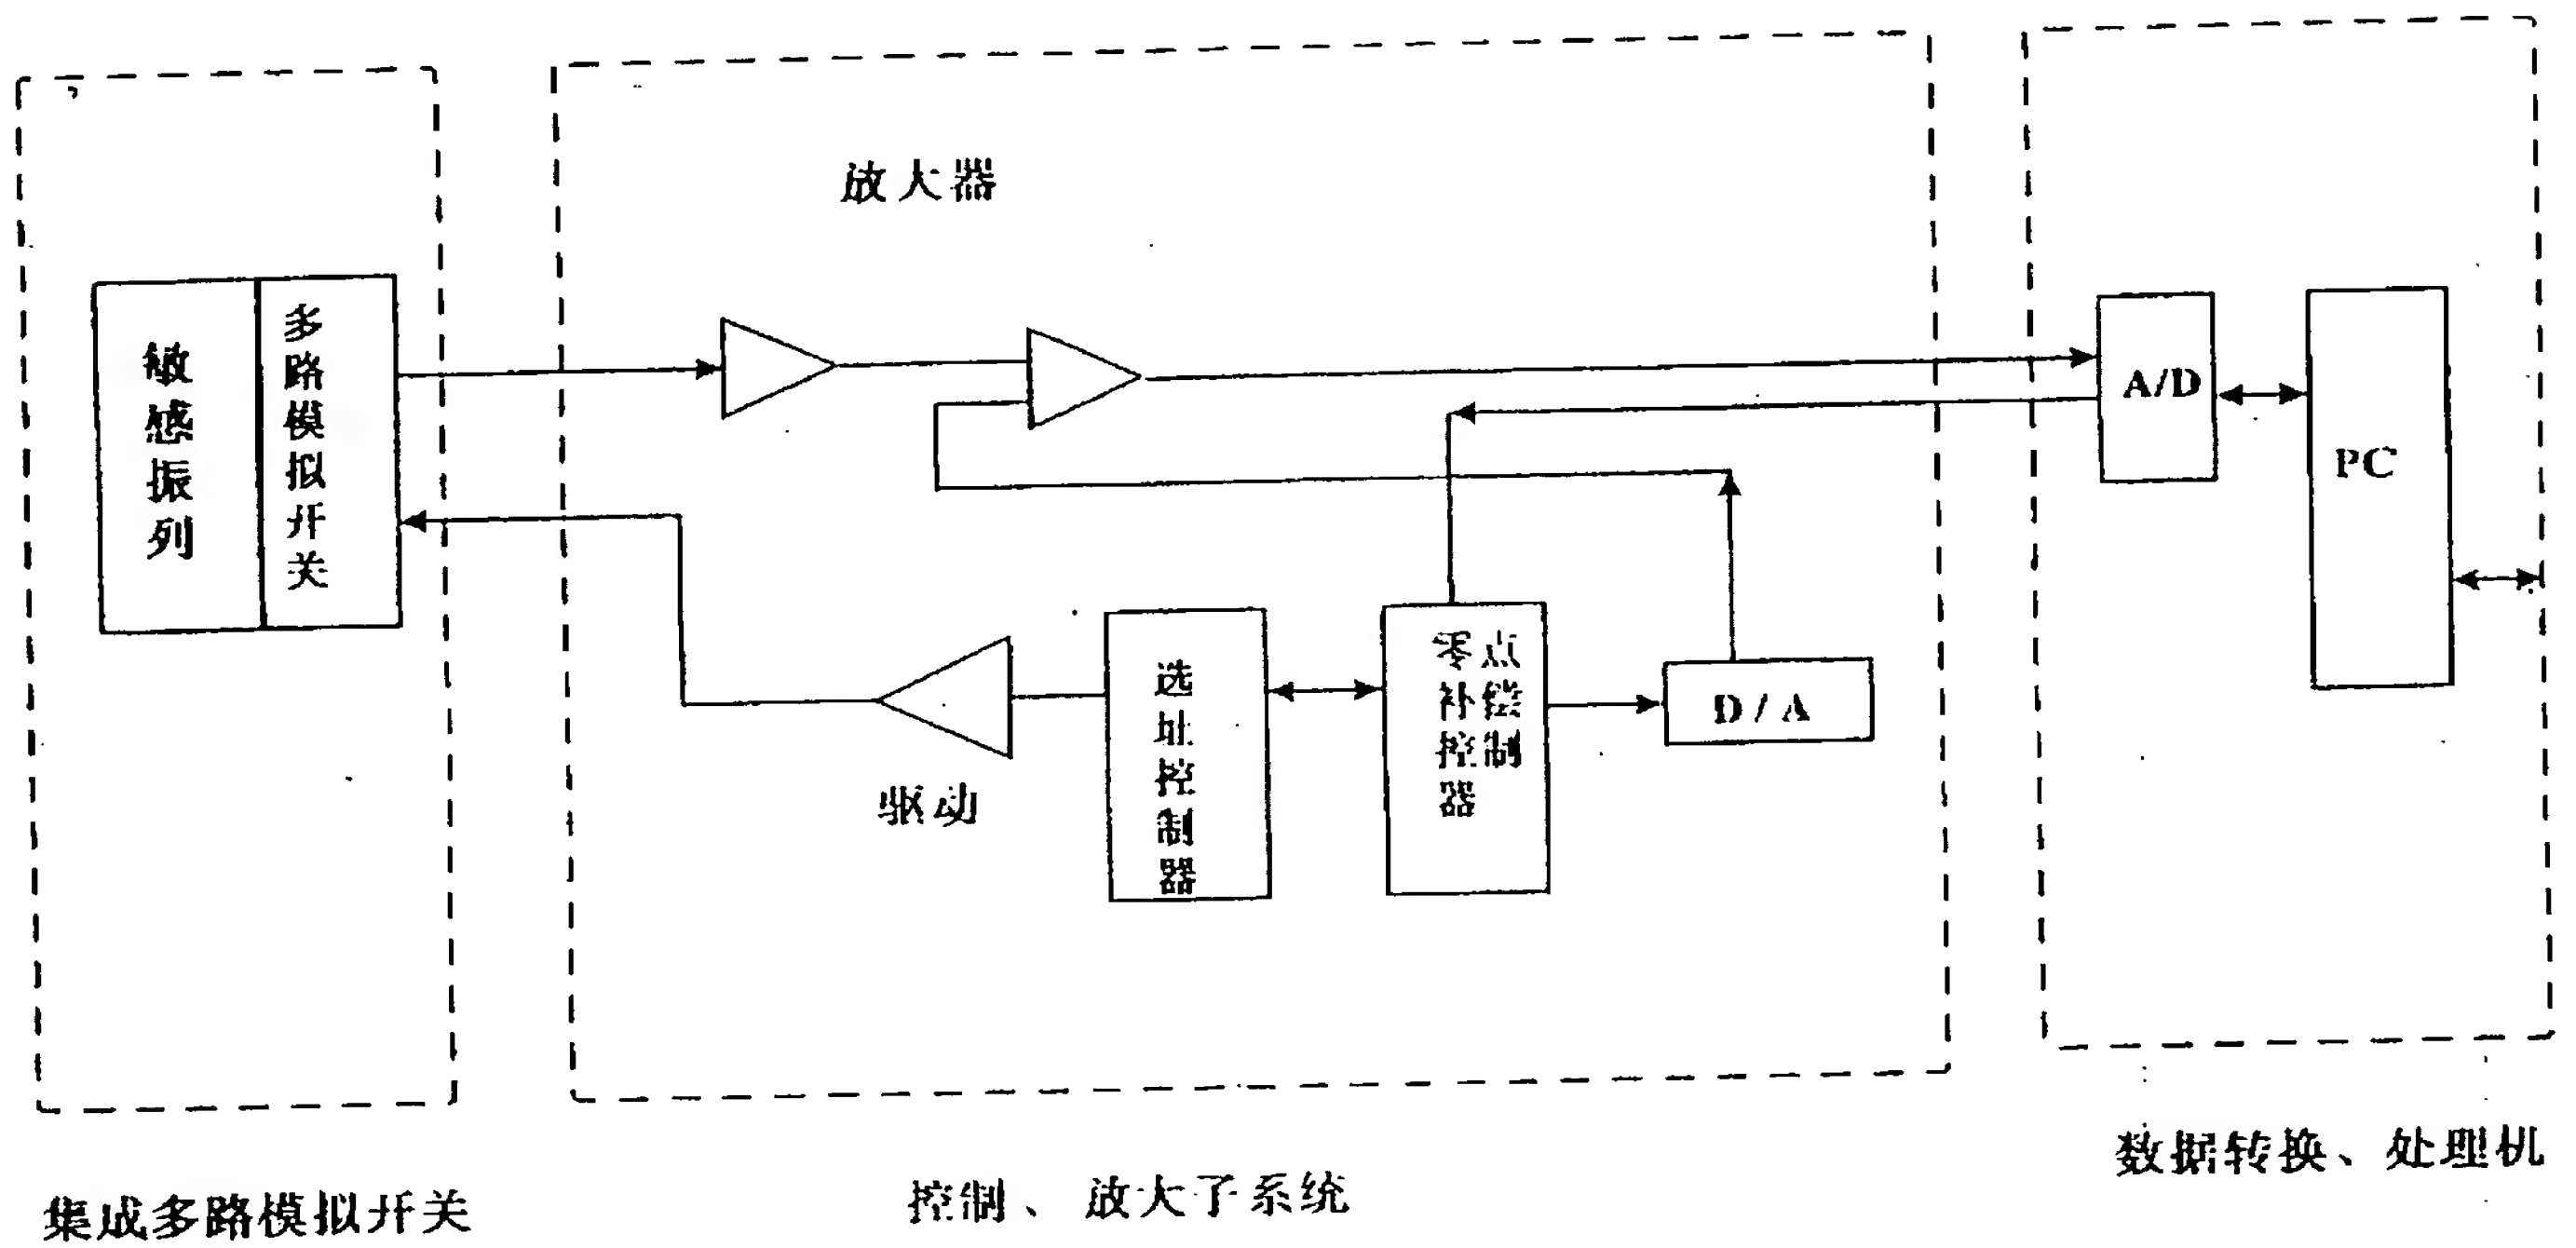 放大器
敏感振列
多路模拟开关
A/D
PC
选址控制器
零点
补偿
控制
器
D/A
驱动
集成多路模拟开关
控制、放大子系统
数据转换、处理机